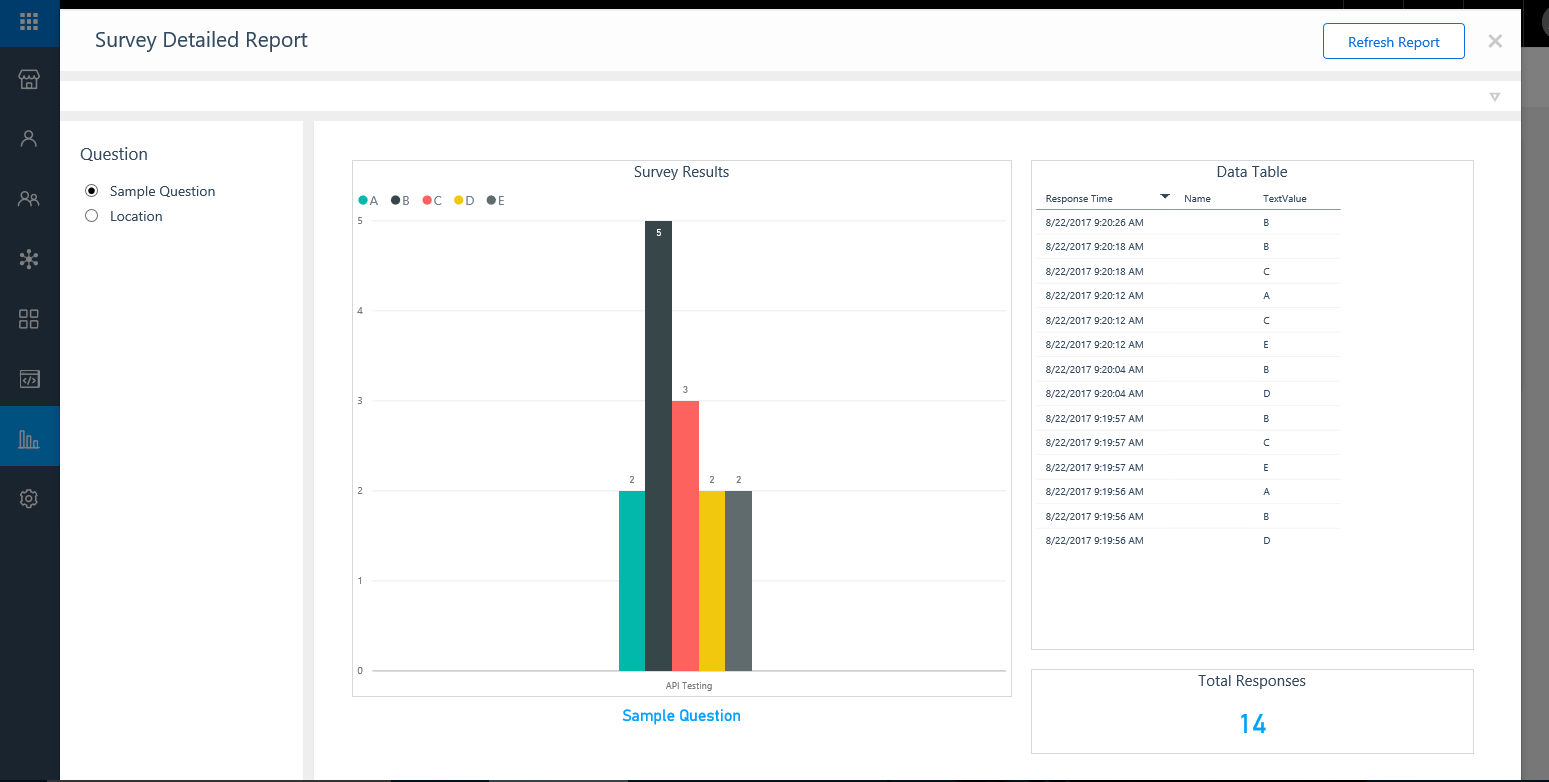 Survey Detailed Report
Refresh Report
Question
Sample Question
Location
Survey Results
A B C D E
5
4
3
2
1
0
2
5
3
2
2
API Testing
Sample Question
Data Table
Response Time Name TextValue
8/22/2017 9:20:26 AM B
8/22/2017 9:20:18 AM B
8/22/2017 9:20:18 AM C
8/22/2017 9:20:12 AM A
8/22/2017 9:20:12 AM C
8/22/2017 9:20:12 AM E
8/22/2017 9:20:04 AM B
8/22/2017 9:20:04 AM D
8/22/2017 9:19:57 AM B
8/22/2017 9:19:57 AM C
8/22/2017 9:19:57 AM E
8/22/2017 9:19:56 AM A
8/22/2017 9:19:56 AM B
8/22/2017 9:19:56 AM D
Total Responses
14